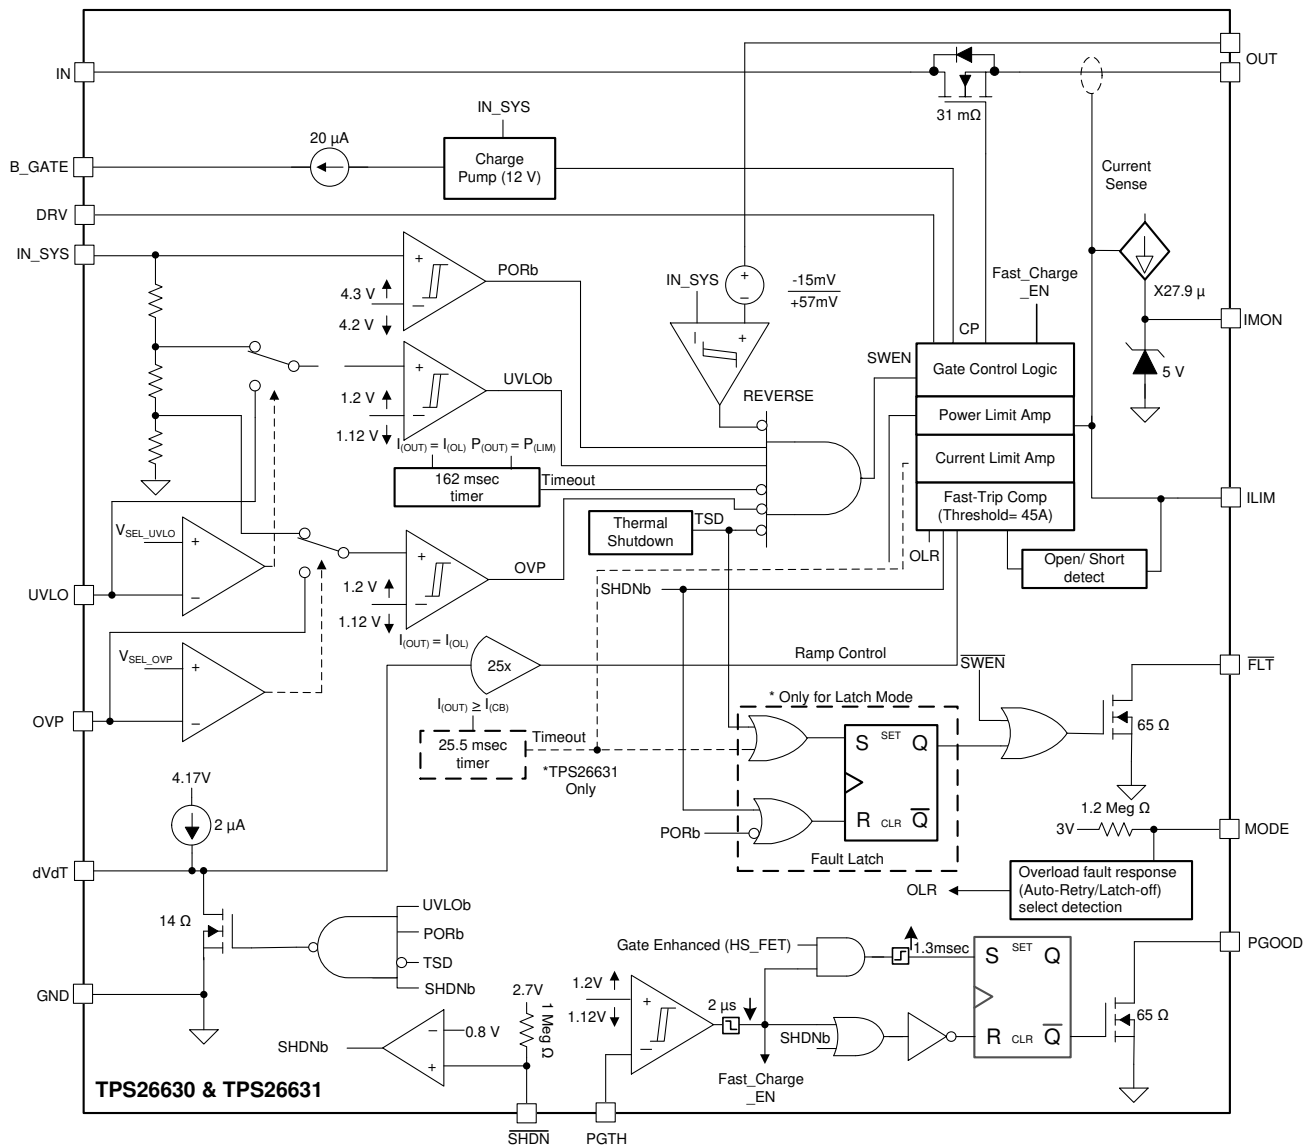 IN
OUT
31 mΩ
IN_SYS
20 µA
B_GATE
Charge
Pump (12 V)
Current
Sense
DRV
IN_SYS
+
PORb
4.3 V
−
4.2 V
IN_SYS
+
−
-15mV
+57mV
Fast_Charge
_EN
X27.9 µ
CP
IMON
+
UVLOb
1.2 V
−
1.12 V
−
+
SWEN
Gate Control Logic
5 V
REVERSE
Power Limit Amp
I(OUT) = I(OL)
P(OUT) = P(LIM)
162 msec
timer
Timeout
Current Limit Amp
Fast-Trip Comp
(Threshold= 45A)
ILIM
VSEL_UVLO
+
−
Thermal
Shutdown
TSD
OLR
Open/ Short
detect
+
OVP
1.2 V
−
1.12 V
UVLO
SHDNb
I(OUT) = I(OL)
VSEL_OVP
+
−
25x
Ramp Control
SWEN
FLT
* Only for Latch Mode
OVP
I(OUT) ≥ I(CB)
25.5 msec
timer
Timeout
*TPS26631
Only
S SET Q
R CLR Q
PORb
Fault Latch
65 Ω
4.17V
2 µA
1.2 Meg Ω
3V
MODE
dVdT
OLR
Overload fault response
(Auto-Retry/Latch-off)
select detection
14 Ω
UVLOb
PORb
TSD
SHDNb
Gate Enhanced (HS_FET)
1.3msec
S SET Q
R CLR Q
PGOOD
GND
2.7V
1 Meg Ω
1.2V
+
1.12V
−
2 µs
SHDNb
65 Ω
SHDNb
−
0.8 V
+
Fast_Charge
_EN
TPS26630 & TPS26631
SHDN
PGTH